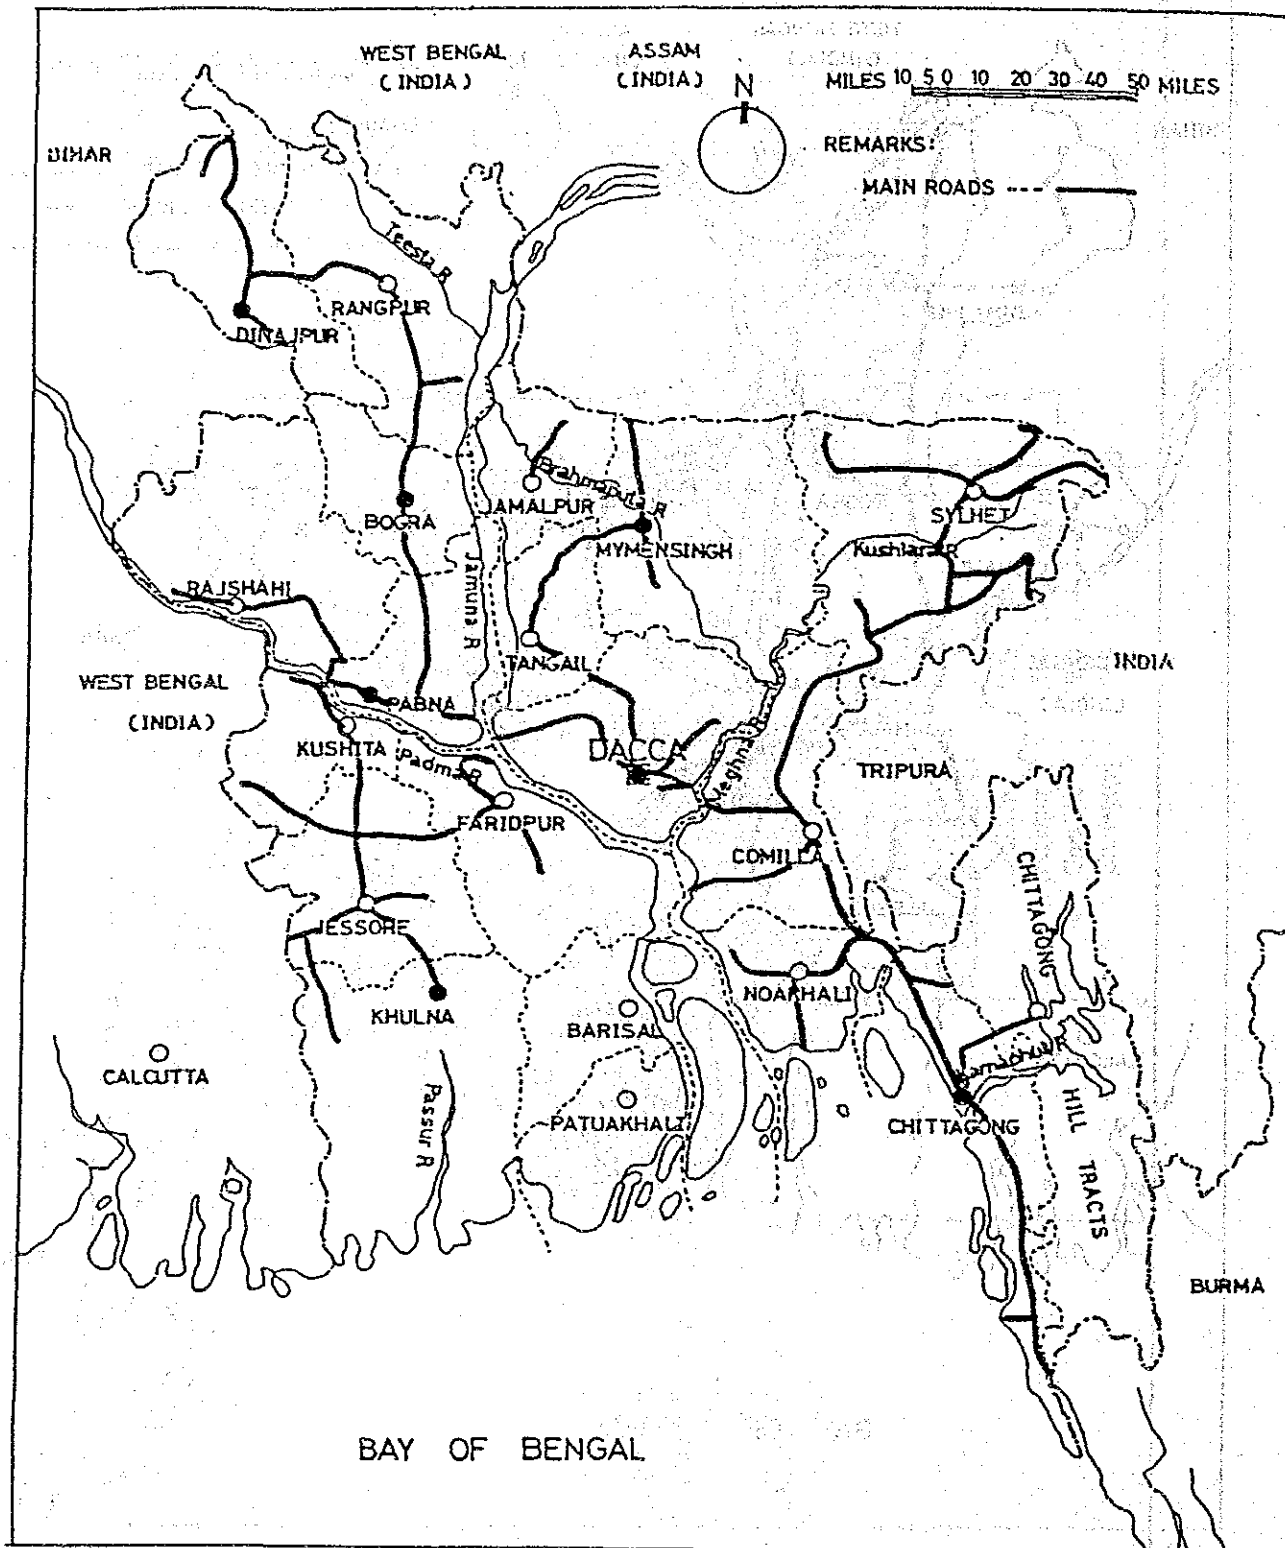 WEST BENGAL
(INDIA)
ASSAM
(INDIA)
N
MILES 10 5 0 10 20 30 40 50 MILES
REMARKS:
MAIN ROADS
BIHAR
Teesta R
RANGPUR
DINAJPUR
Brahmaputa R
JAMALPUR
BOGRA
MYMENSINGH
SYLHET
Kushiara R
Jamuna R
RAJSHAHI
TANGAIL
INDIA
WEST BENGAL
(INDIA)
PABNA
KUSHITA
Padma R
DACCA
Meghna R
TRIPURA
FARIDPUR
COMILLA
CHITTAGONG
JESSORE
NOAKHALI
KHULNA
BARISAL
CALCUTTA
Passur R
PATUAKHALI
CHITTAGONG
HILL
TRACTS
BURMA
BAY OF BENGAL